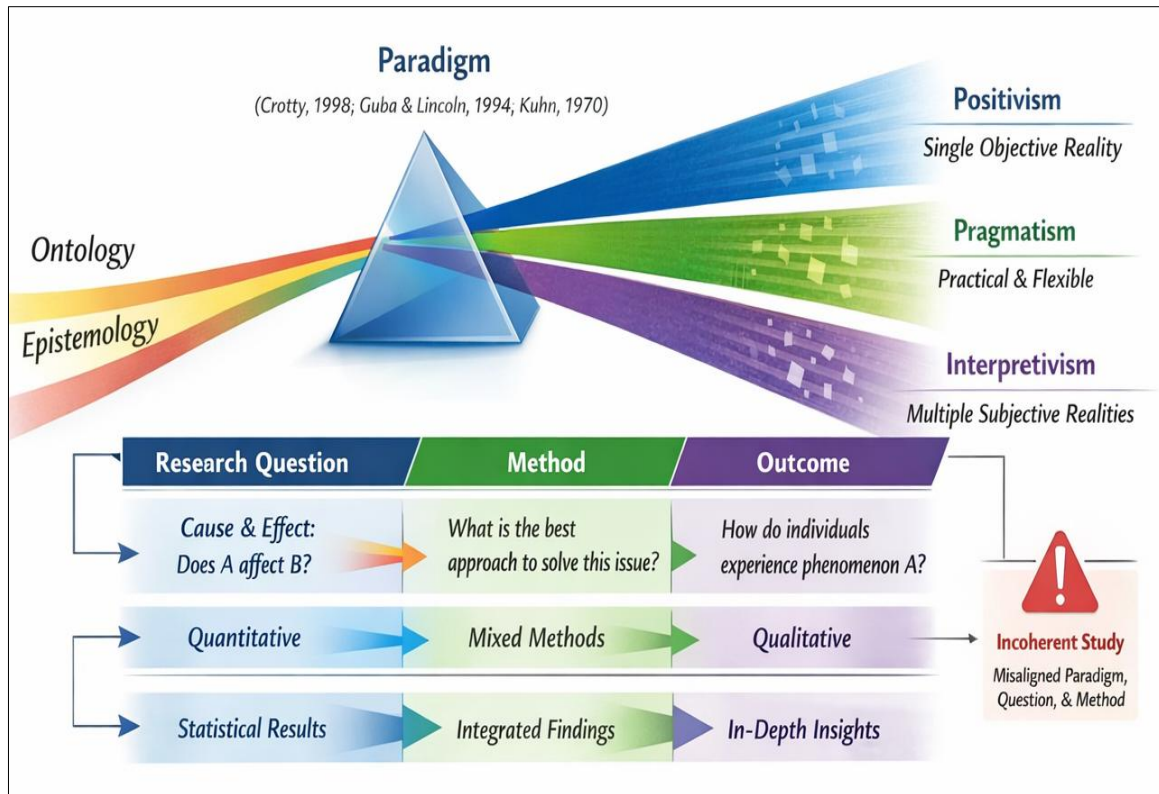 Paradigm
(Crotty, 1998; Guba & Lincoln, 1994; Kuhn, 1970)
Positivism
Single Objective Reality
Ontology
Pragmatism
Practical & Flexible
Epistemology
Interpretivism
Multiple Subjective Realities
Research Question
Method
Outcome
Cause & Effect:
Does A affect B?
What is the best
approach to solve this issue?
How do individuals
experience phenomenon A?
Quantitative
Mixed Methods
Qualitative
Statistical Results
Integrated Findings
In-Depth Insights
!
Incoherent Study
Misaligned Paradigm,
Question, & Method